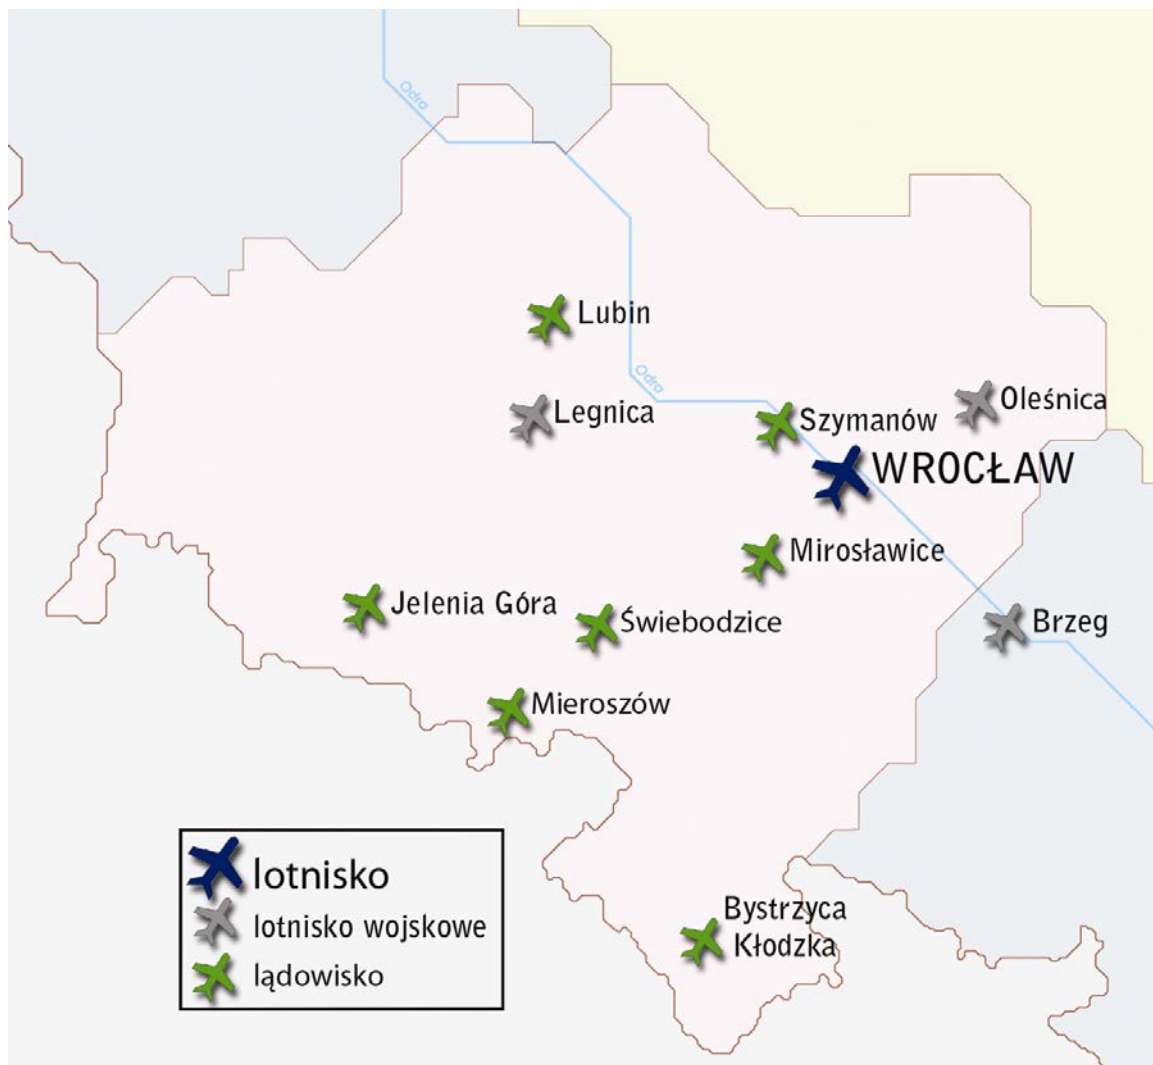 Odra
Lubin
Odra
Oleśnica
Legnica
Szymanów
WROCŁAW
Mirosławice
Jelenia Góra
Świebodzice
Brzeg
Mieroszów
lotnisko
lotnisko wojskowe
lądowisko
Bystrzyca
Kłodzka